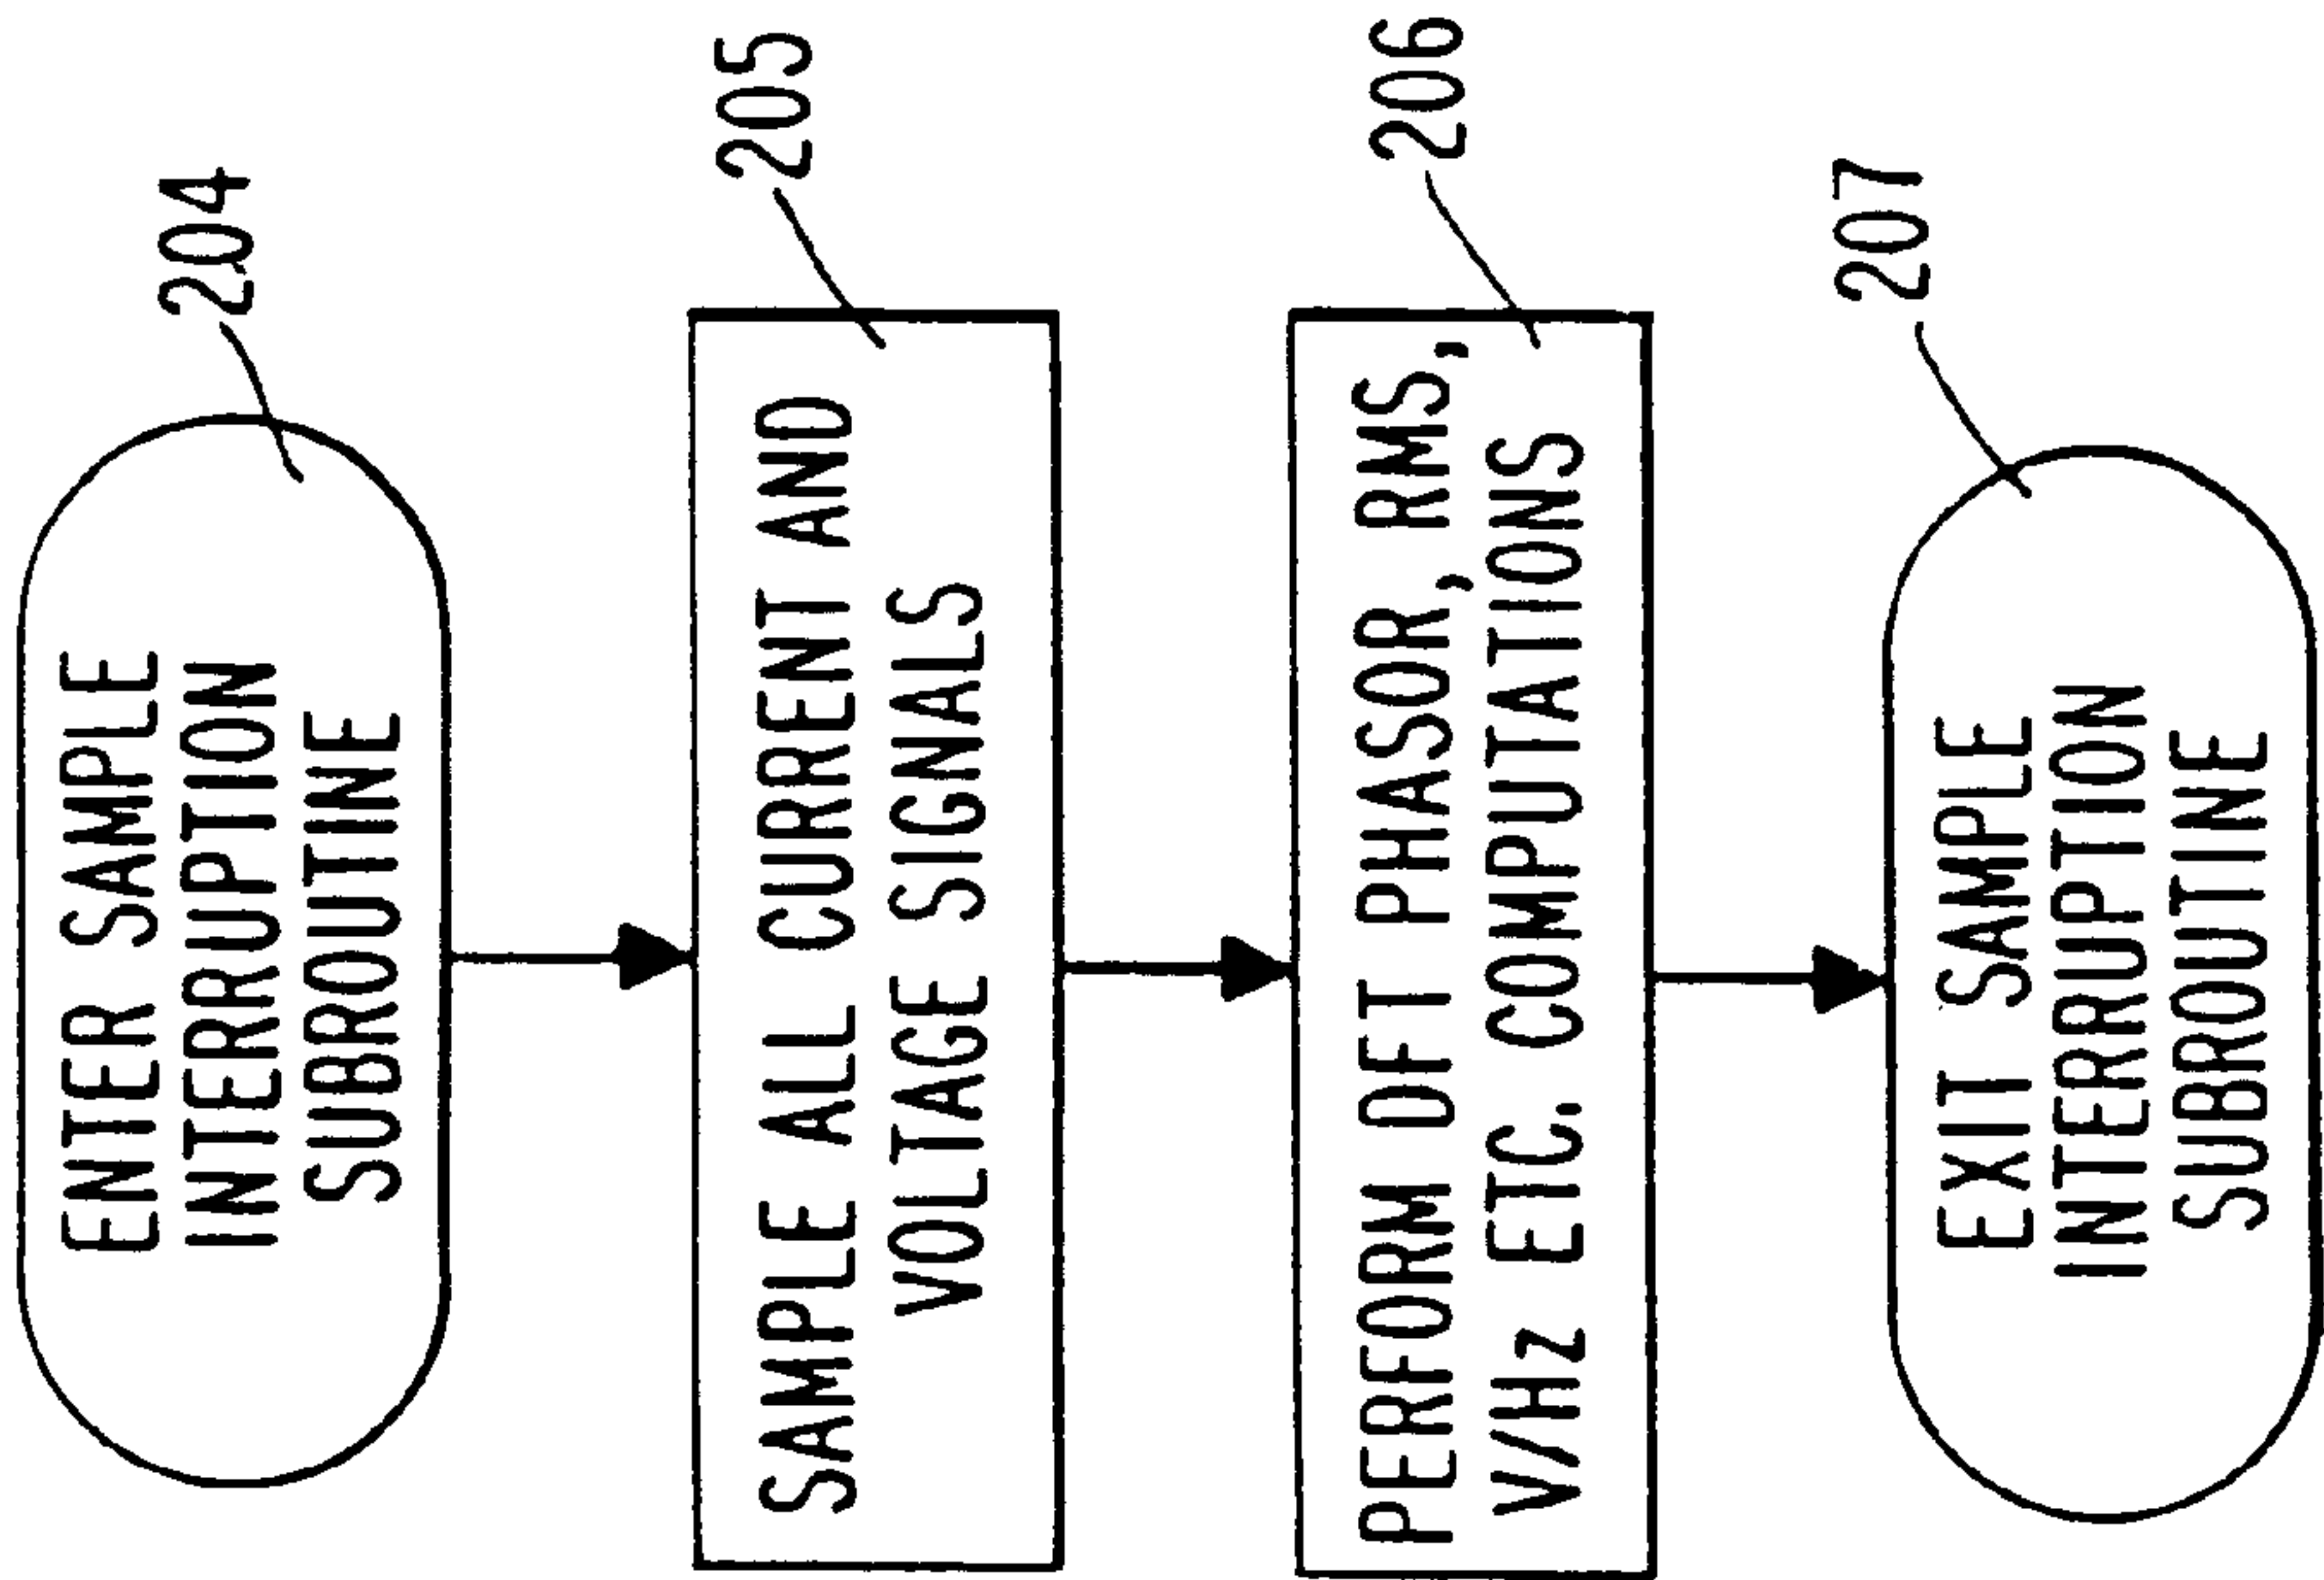 ENTER SAMPLE
INTERRUPTION
SUBROUTINE
204
SAMPLE ALL CURRENT AND
VOLTAGE SIGNALS
205
PERFORM DFT PHASOR, RMS,
V/Hz ETC. COMPUTATIONS
206
EXIT SAMPLE
INTERRUPTION
SUBROUTINE
207